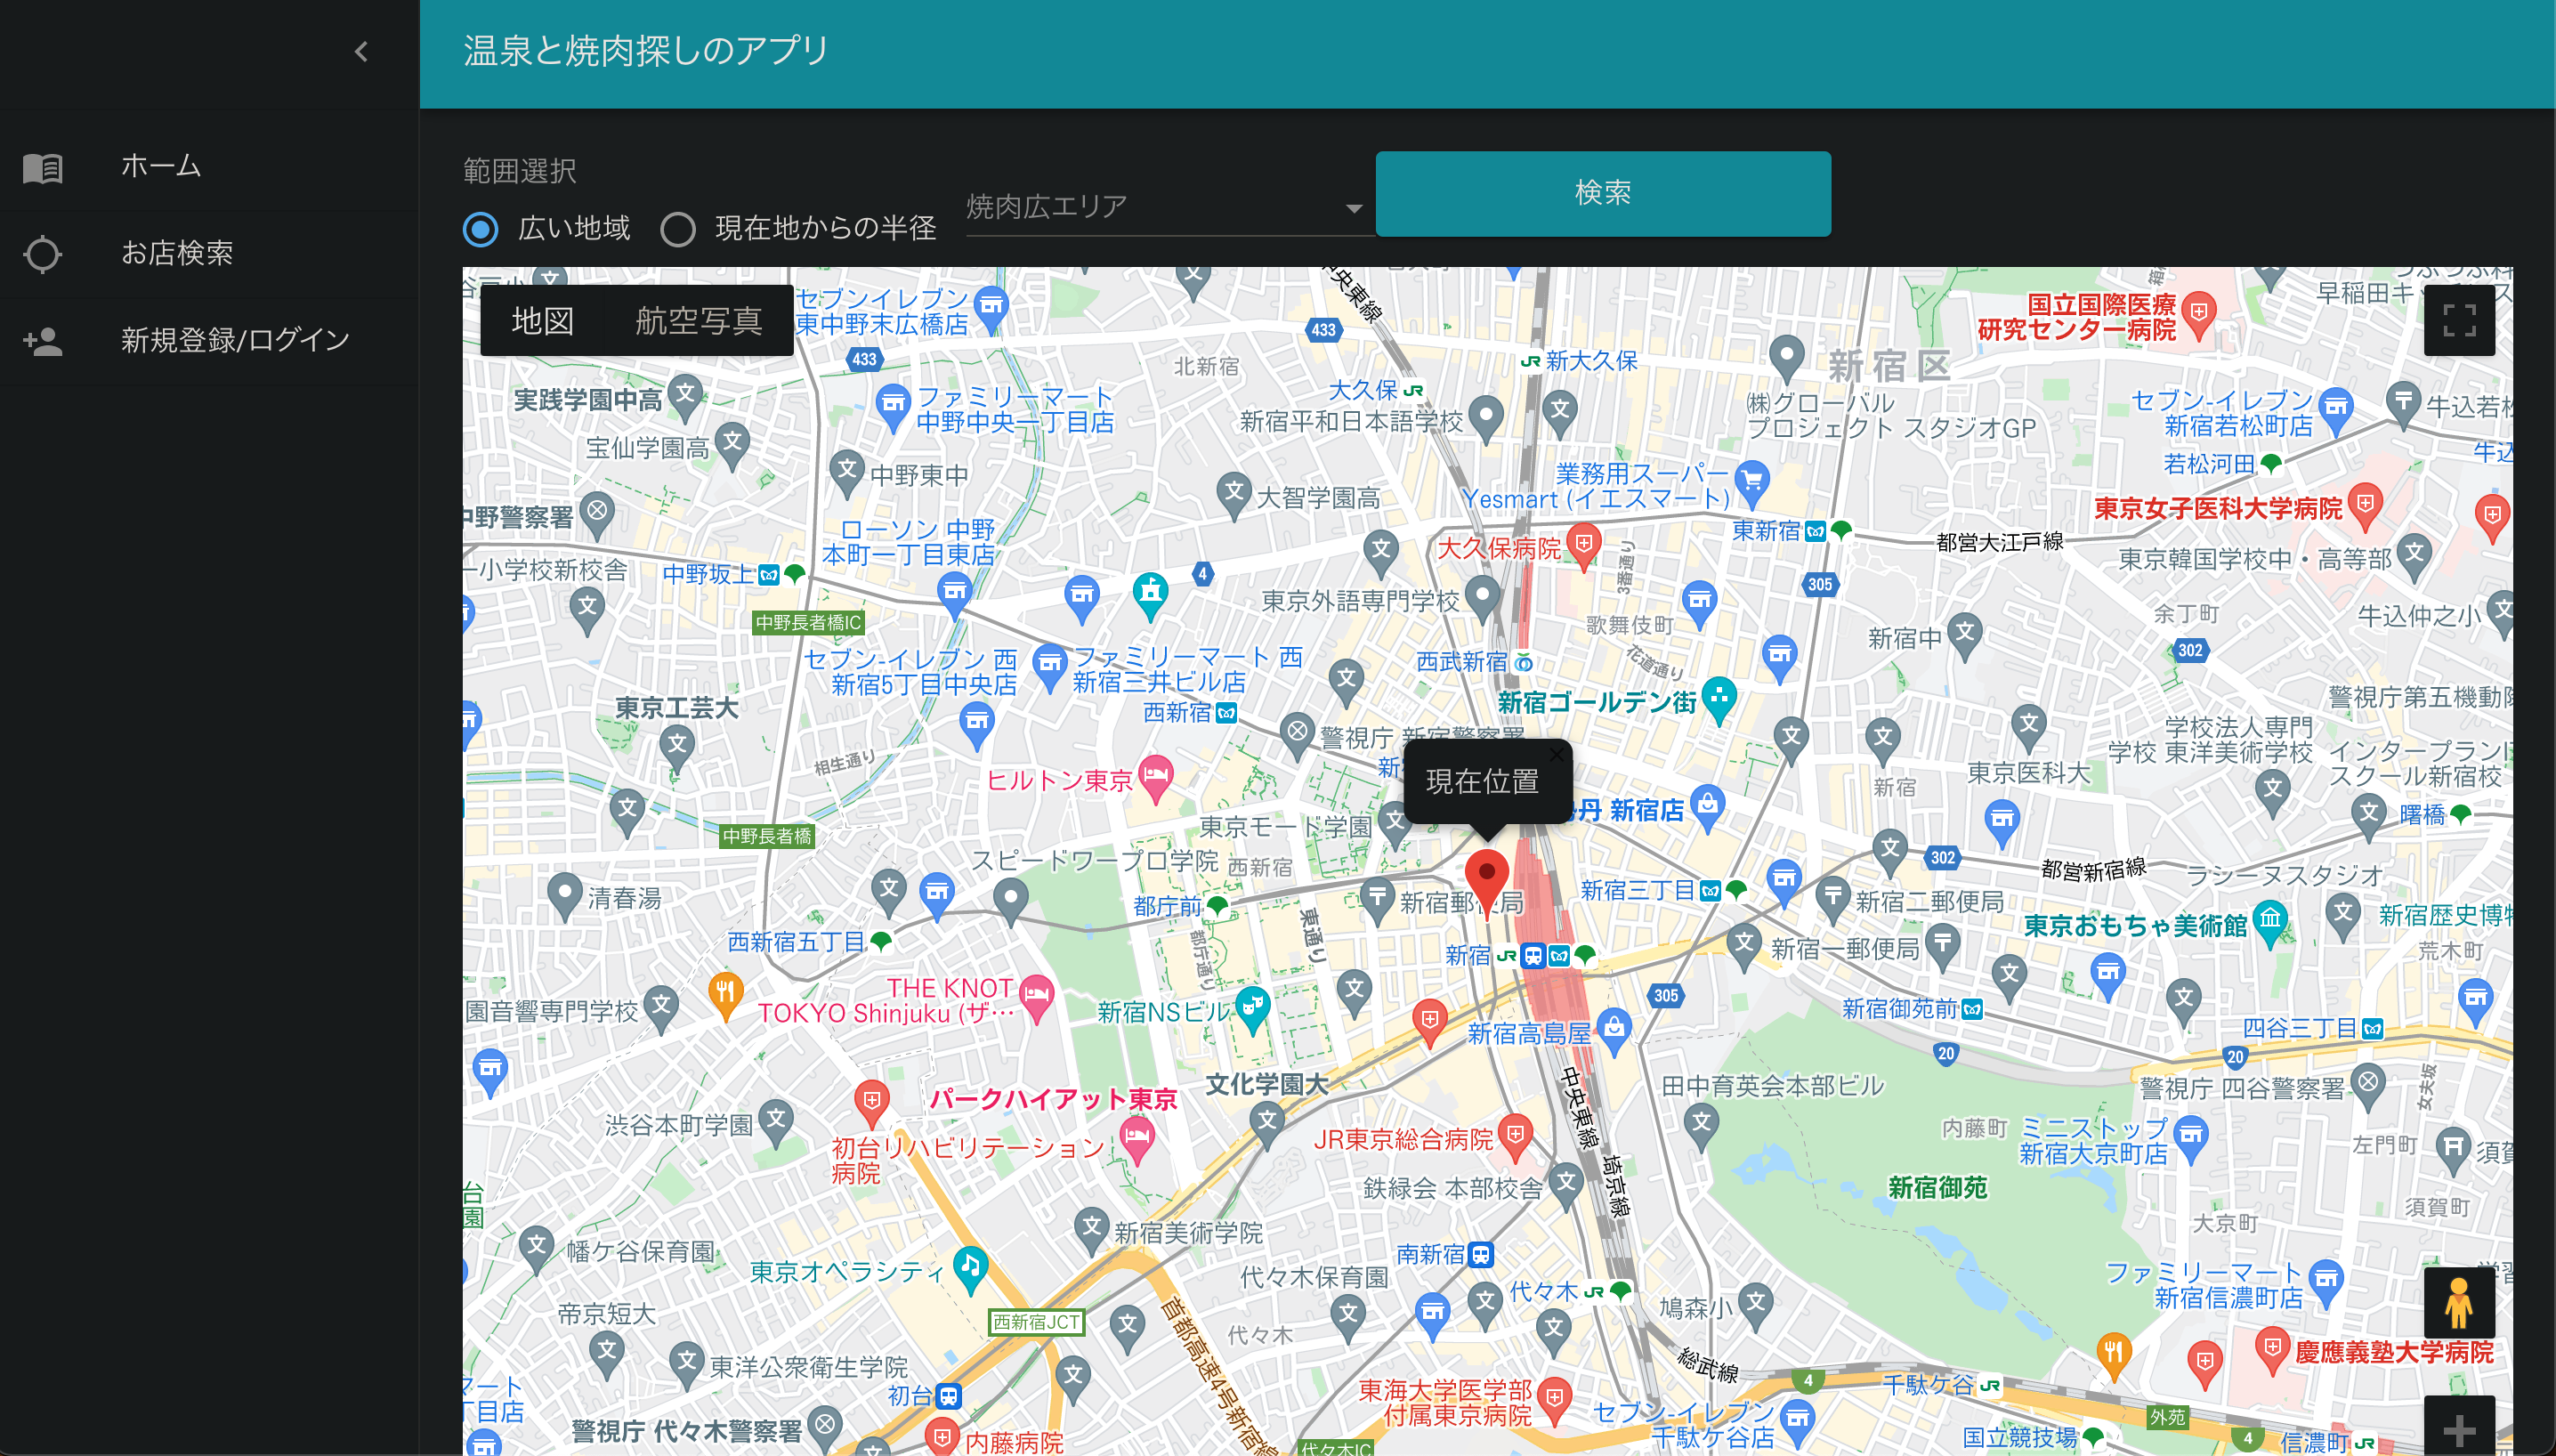 温泉と焼肉探しのアプリ
ホーム
お店検索
新規登録/ログイン
範囲選択
広い地域
現在地からの半径
焼肉広エリア
検索
地図
航空写真
セブンイレブン
東中野末広橋店
433
433
中央東線
早稲田キ
国立国際医療
研究センター病院
新宿区
北新宿
新大久保
大久保
実践学園中高
ファミリーマート
中野中央一丁目店
新宿平和日本語学校
㈱グローバル
プロジェクト スタジオGP
セブン-イレブン
新宿若松町店
牛込若松
宝仙学園高
中野東中
若松河田
牛込
大智学園高
業務用スーパー
Yesmart (イエスマート)
東京女子医科大学病院
中野警察署
ローソン 中野
本町一丁目東店
東新宿
都営大江戸線
大久保病院
東京韓国学校中・高等部
小学校新校舎
中野坂上
4
3番通り
305
東京外語専門学校
中野長者橋IC
歌舞伎町
新宿中
余丁町
牛込仲之小
302
セブン-イレブン 西
新宿5丁目中央店
ファミリーマート 西
新宿三井ビル店
西武新宿
花道通り
東京工芸大
西新宿
新宿ゴールデン街
警視庁第五機動隊
警視庁 新宿警察署
学校法人専門
学校 東洋美術学校
インタープラン
スクール新宿校
相生通り
ヒルトン東京
現在位置
東京医科大
新宿
丹 新宿店
曙橋
中野長者橋
東京モード学園
スピードワープロ学院
西新宿
302
都営新宿線
ラシーヌスタジオ
清春湯
都庁前
新宿郵便局
新宿三丁目
新宿二郵便局
新宿歴史博物
東京おもちゃ美術館
西新宿五丁目
東通り
都庁通り
新宿
新宿一郵便局
荒木町
THE KNOT
TOKYO Shinjuku (ザ…
園音響専門学校
新宿NSビル
305
新宿御苑前
新宿高島屋
四谷三丁目
20
20
文化学園大
パークハイアット東京
中央東線
田中育英会本部ビル
警視庁 四谷警察署
女夫坂
渋谷本町学園
初台リハビリテーション
病院
JR東京総合病院
内藤町
ミニストップ
新宿大京町店
左門町
鉄緑会 本部校舎
埼京線
新宿御苑
須賀町
大京町
台
園
幡ケ谷保育園
新宿美術学院
南新宿
東京オペラシティ
代々木保育園
代々木
ファミリーマート
新宿信濃町店
鳩森小
帝京短大
西新宿JCT
代々木
首都高速4号新宿線
総武線
慶應義塾大学病院
東洋公衆衛生学院
初台
4
千駄ケ谷
マート
丁目店
東海大学医学部
付属東京病院
セブン-イレブン
千駄ケ谷店
外苑
警視庁 代々木警察署
内藤病院
代々木IC
国立競技場
4
信濃町